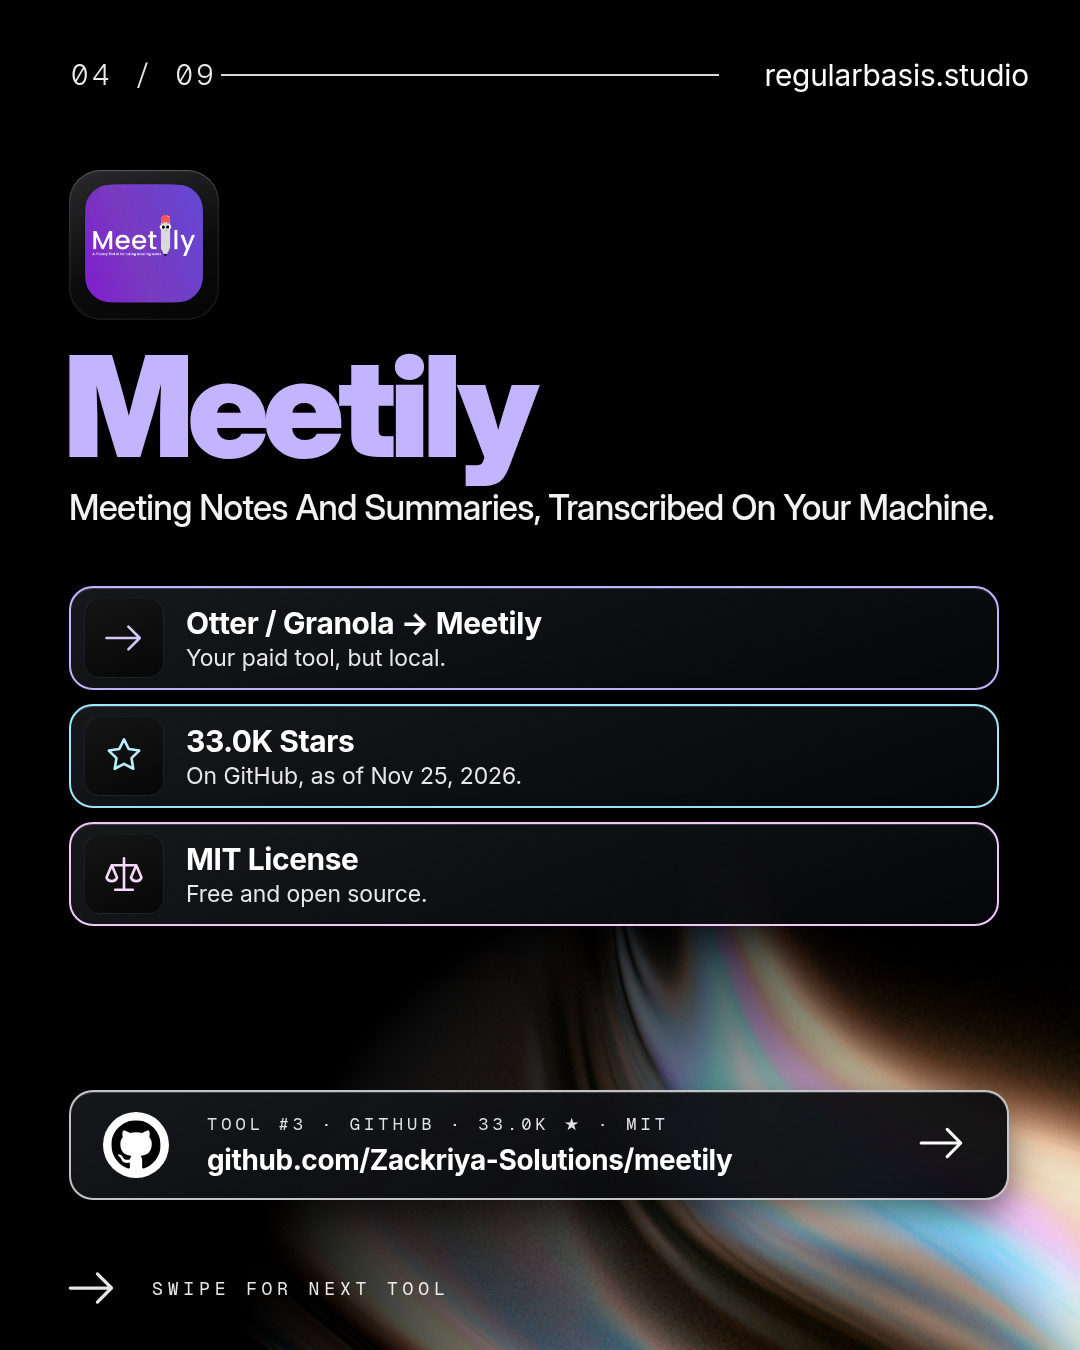 04 / 09
regularbasis.studio
Meetily
Meetily
Meeting Notes And Summaries, Transcribed On Your Machine.
Otter / Granola → Meetily
Your paid tool, but local.
33.0K Stars
On GitHub, as of Nov 25, 2026.
MIT License
Free and open source.
TOOL #3 · GITHUB · 33.0K ★ · MIT
github.com/Zackriya-Solutions/meetily
SWIPE FOR NEXT TOOL